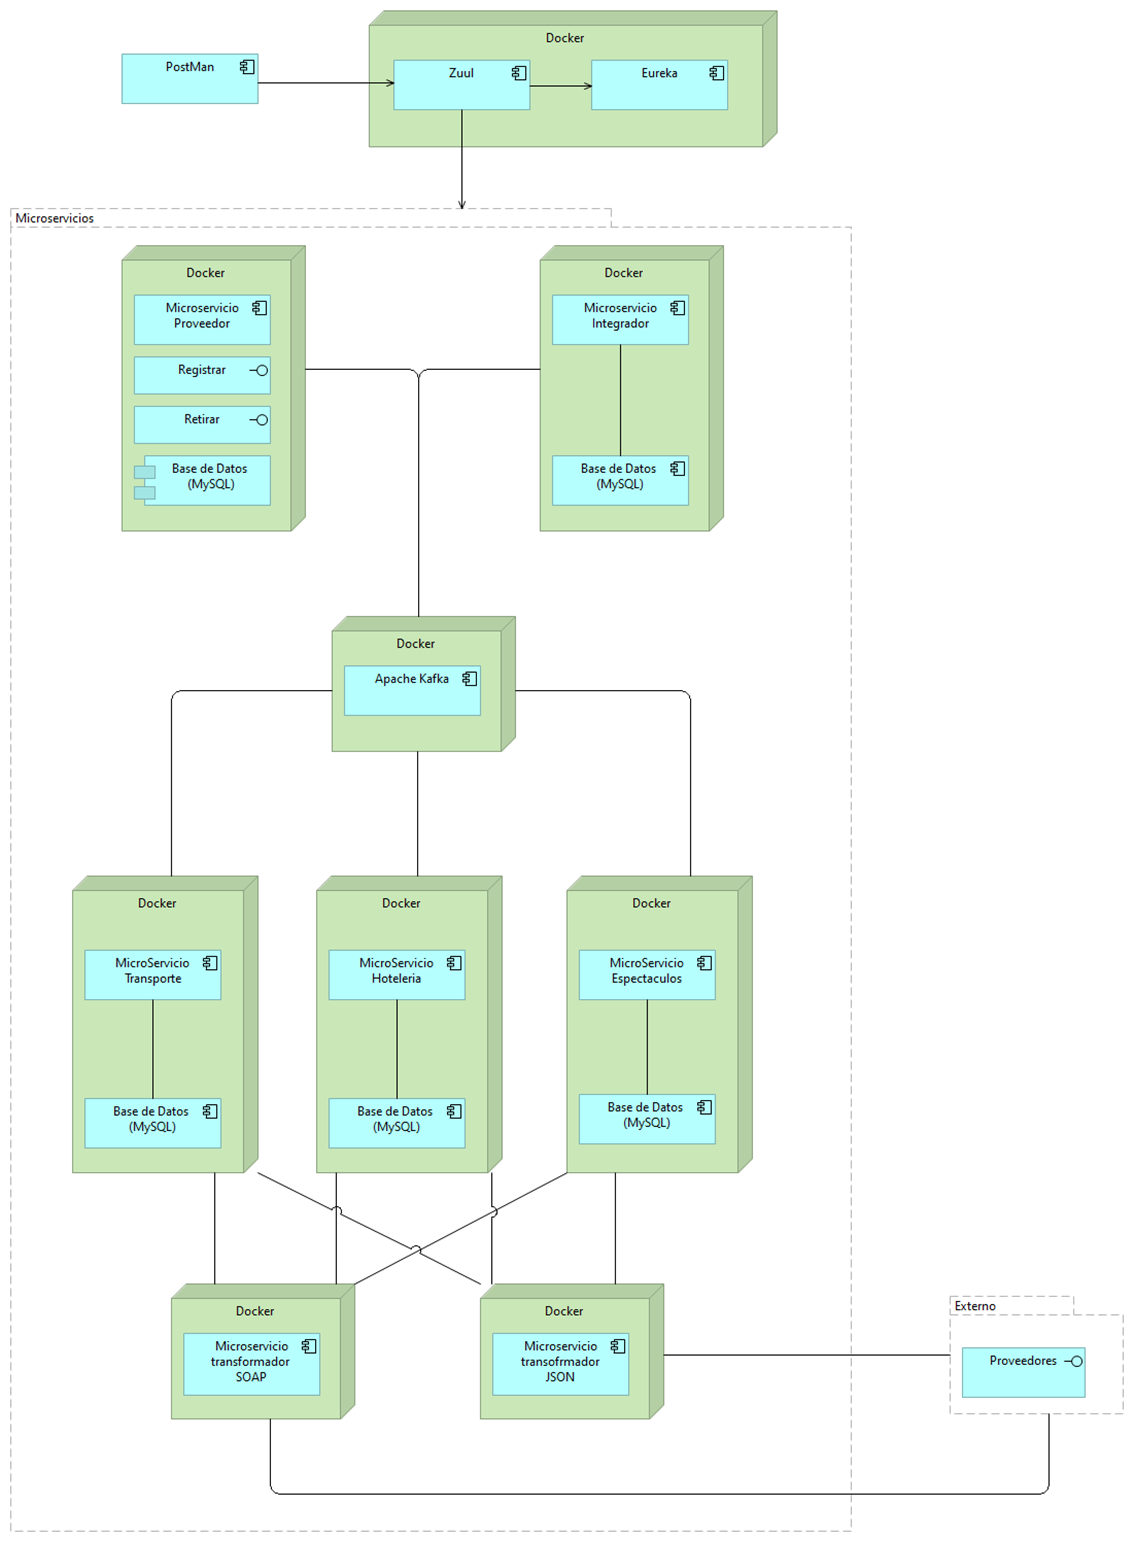 Docker
PostMan
Zuul
Eureka
Microservicios
Docker
Microservicio
Proveedor
Registrar
Retirar
Base de Datos
(MySQL)
Docker
Microservicio
Integrador
Base de Datos
(MySQL)
Docker
Apache Kafka
Docker
MicroServicio
Transporte
Base de Datos
(MySQL)
Docker
MicroServicio
Hoteleria
Base de Datos
(MySQL)
Docker
MicroServicio
Espectaculos
Base de Datos
(MySQL)
Docker
Microservicio
transformador
SOAP
Docker
Microservicio
transofrmador
JSON
Externo
Proveedores